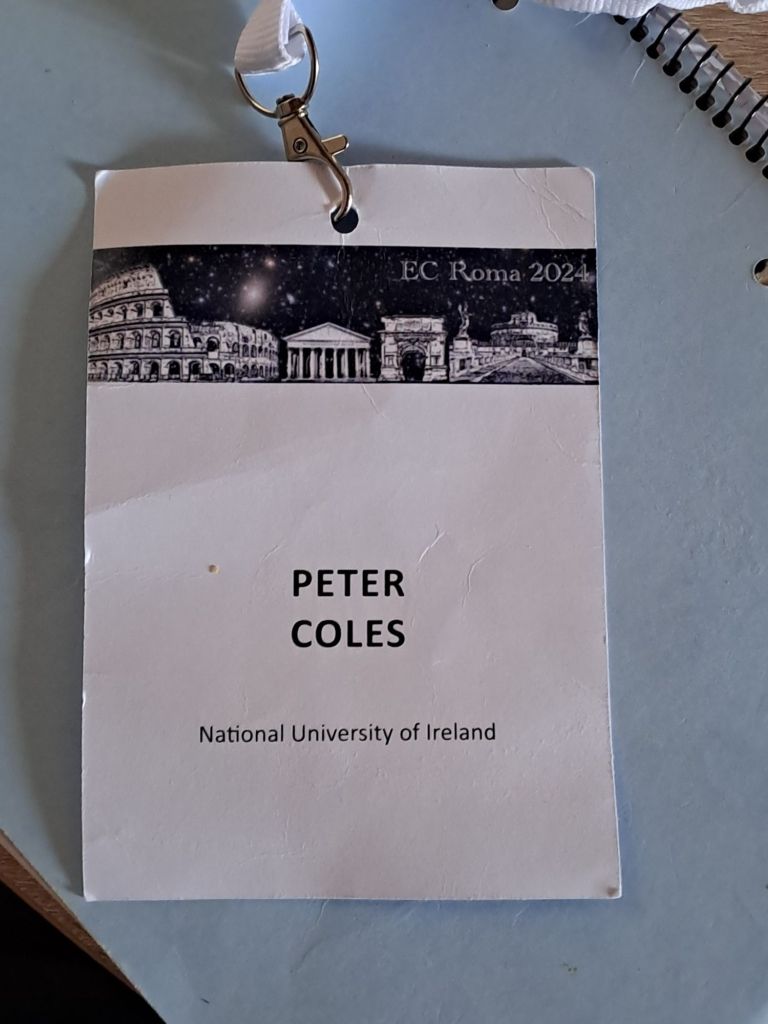 EC Roma 2024
PETER
COLES
National University of Ireland